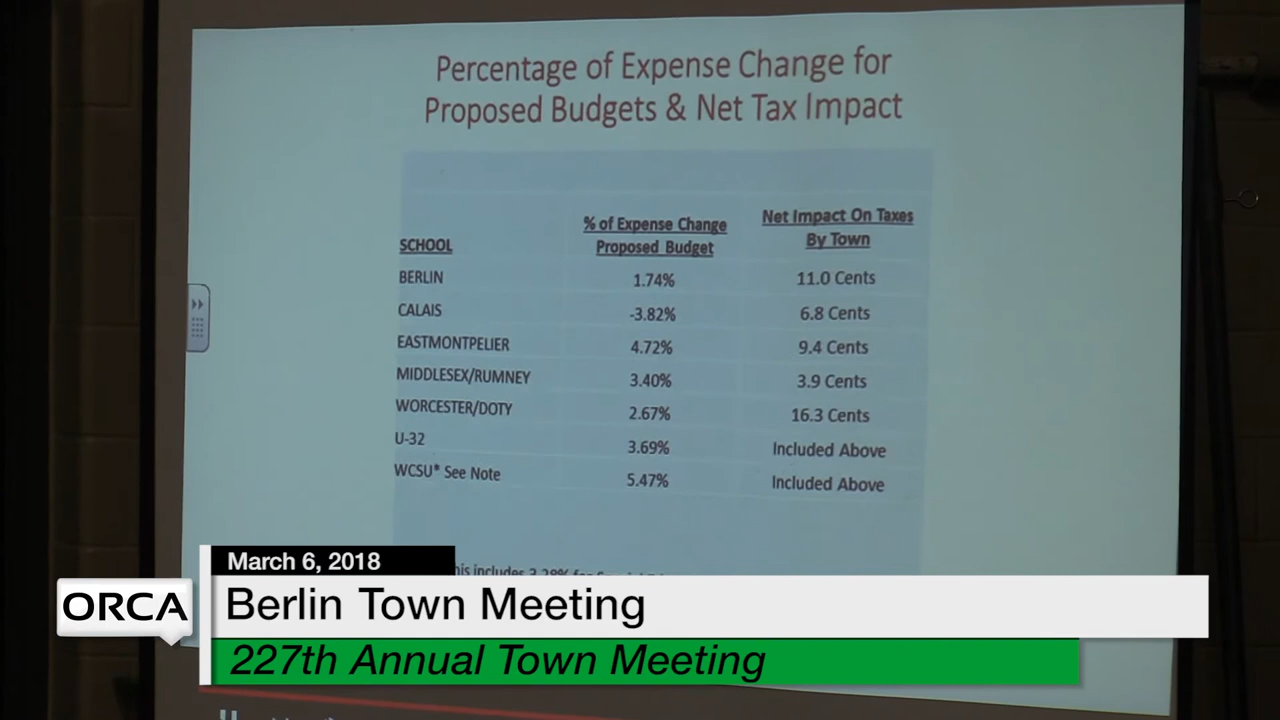 Percentage of Expense Change for
Proposed Budgets & Net Tax Impact
SCHOOL % of Expense Change Proposed Budget Net Impact On Taxes By Town
BERLIN 1.74% 11.0 Cents
CALAIS -3.82% 6.8 Cents
EASTMONTPELIER 4.72% 9.4 Cents
MIDDLESEX/RUMNEY 3.40% 3.9 Cents
WORCESTER/DOTY 2.67% 16.3 Cents
U-32 3.69% Included Above
WCSU* See Note 5.47% Included Above
includes
March 6, 2018
ORCA
Berlin Town Meeting
227th Annual Town Meeting